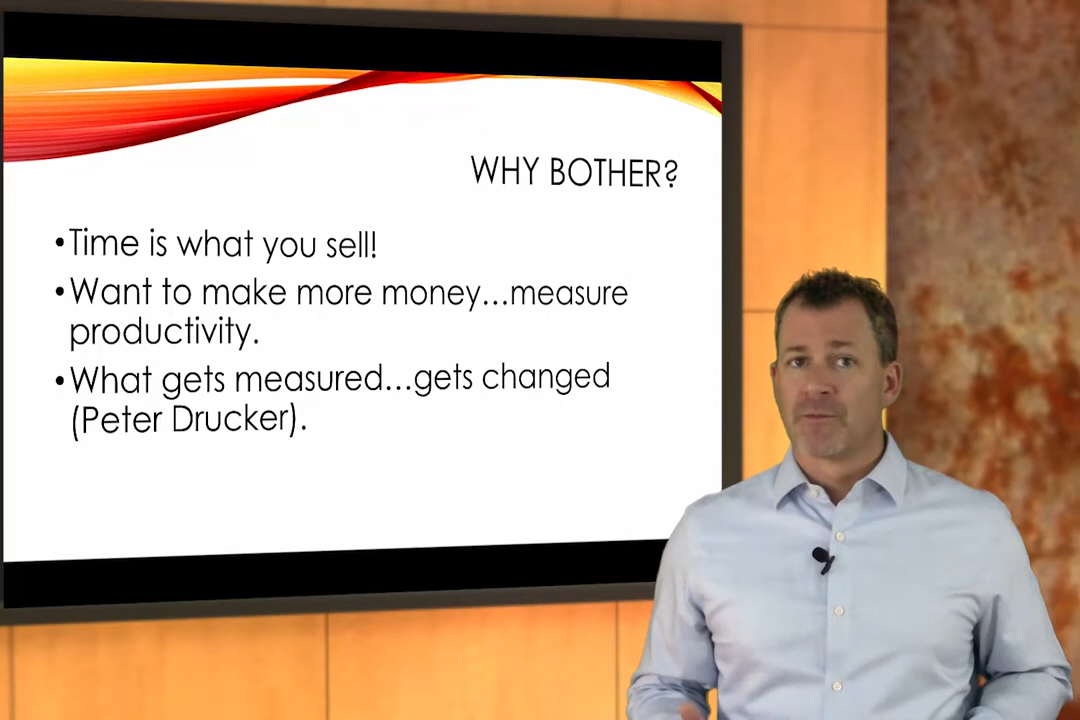 WHY BOTHER?
•Time is what you sell!
•Want to make more money...measure
productivity.
•What gets measured...gets changed
(Peter Drucker).